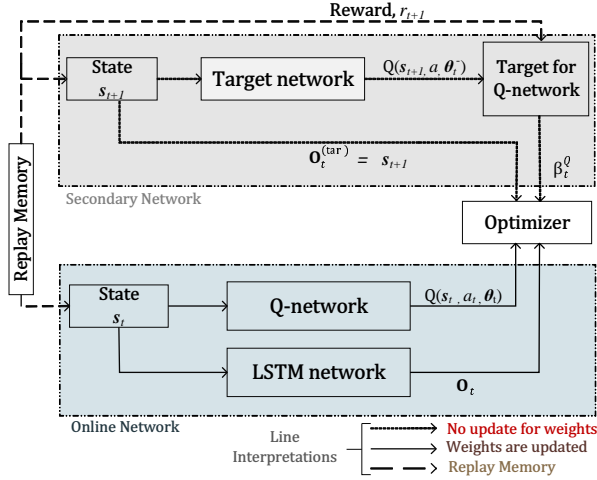 Reward, r_{t+1}
State
s_{t+1}
Target network
Q(s_{t+1}, a, θ_t^-)
Target for
Q-network
O_t^{(tar)} = s_{t+1}
β_t^Q
Secondary Network
Replay Memory
Optimizer
State
s_t
Q-network
Q(s_t, a_t, θ_t)
LSTM network
O_t
Online Network
Line
Interpretations
No update for weights
Weights are updated
Replay Memory